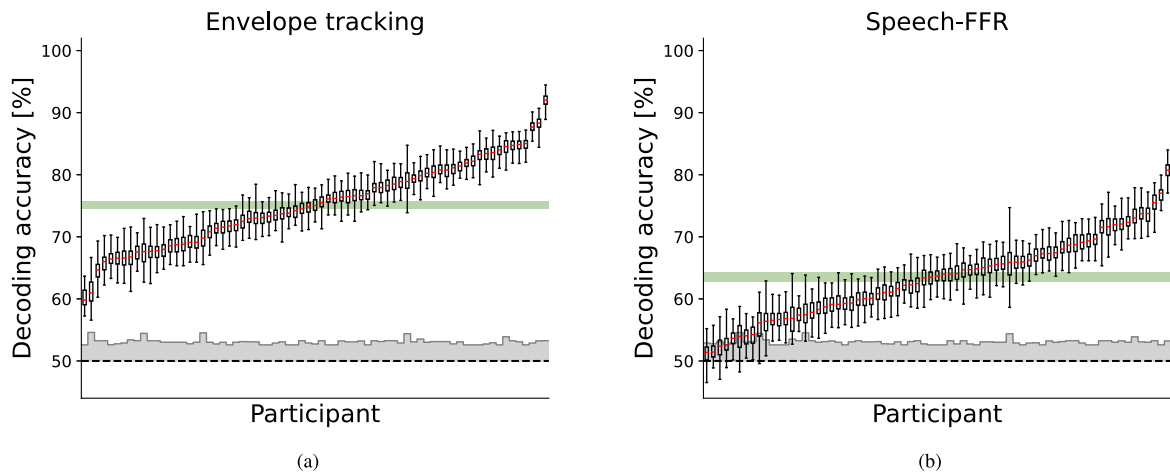 Envelope tracking
100
90
80
70
60
50
Decoding accuracy [%]
Participant
(a)
Speech-FFR
100
90
80
70
60
50
Decoding accuracy [%]
Participant
(b)